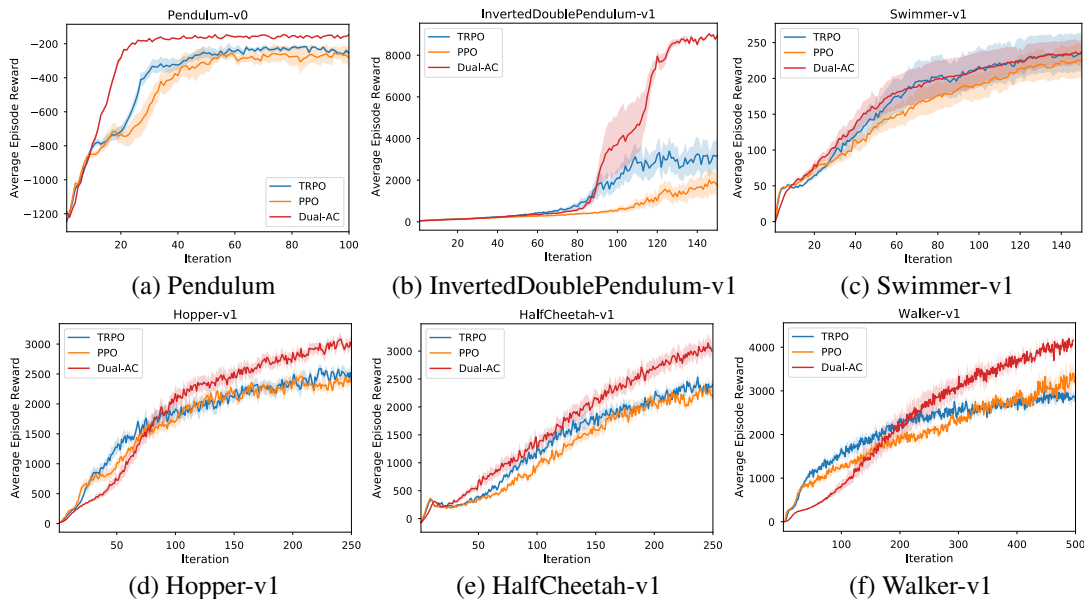 Pendulum-v0
Average Episode Reward
−200
−400
−600
−800
−1000
−1200
TRPO
PPO
Dual-AC
20 40 60 80 100
Iteration
(a) Pendulum
InvertedDoublePendulum-v1
Average Episode Reward
8000
6000
4000
2000
0
TRPO
PPO
Dual-AC
20 40 60 80 100 120 140
Iteration
(b) InvertedDoublePendulum-v1
Swimmer-v1
Average Episode Reward
250
200
150
100
50
0
TRPO
PPO
Dual-AC
20 40 60 80 100 120 140
Iteration
(c) Swimmer-v1
Hopper-v1
Average Episode Reward
3000
2500
2000
1500
1000
500
0
TRPO
PPO
Dual-AC
50 100 150 200 250
Iteration
(d) Hopper-v1
HalfCheetah-v1
Average Episode Reward
3000
2500
2000
1500
1000
500
0
TRPO
PPO
Dual-AC
50 100 150 200 250
Iteration
(e) HalfCheetah-v1
Walker-v1
Average Episode Reward
4000
3000
2000
1000
0
TRPO
PPO
Dual-AC
100 200 300 400 500
Iteration
(f) Walker-v1